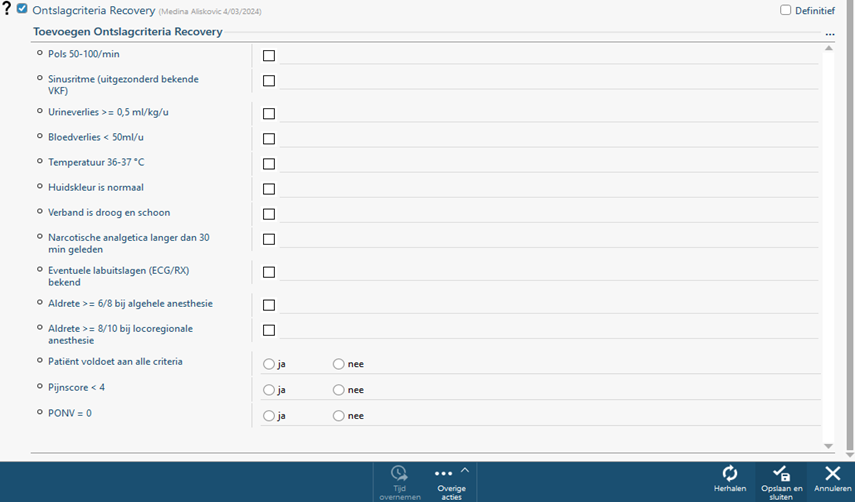 ? Ontslagcriteria Recovery (Medina Aliskovic 4/03/2024) Definitief
Toevoegen Ontslagcriteria Recovery ...
Pols 50-100/min
Sinusritme (uitgezonderd bekende
VKF)
Urineverlies >= 0,5 ml/kg/u
Bloedverlies < 50ml/u
Temperatuur 36-37 °C
Huidskleur is normaal
Verband is droog en schoon
Narcotische analgetica langer dan 30
min geleden
Eventuele labuitslagen (ECG/RX)
bekend
Aldrete >= 6/8 bij algehele anesthesie
Aldrete >= 8/10 bij locoregionale
anesthesie
Patiënt voldoet aan alle criteria ja nee
Pijnscore < 4 ja nee
PONV = 0 ja nee
Tijd
overnemen
Overige
acties
Herhalen
Opslaan en
sluiten
Annuleren